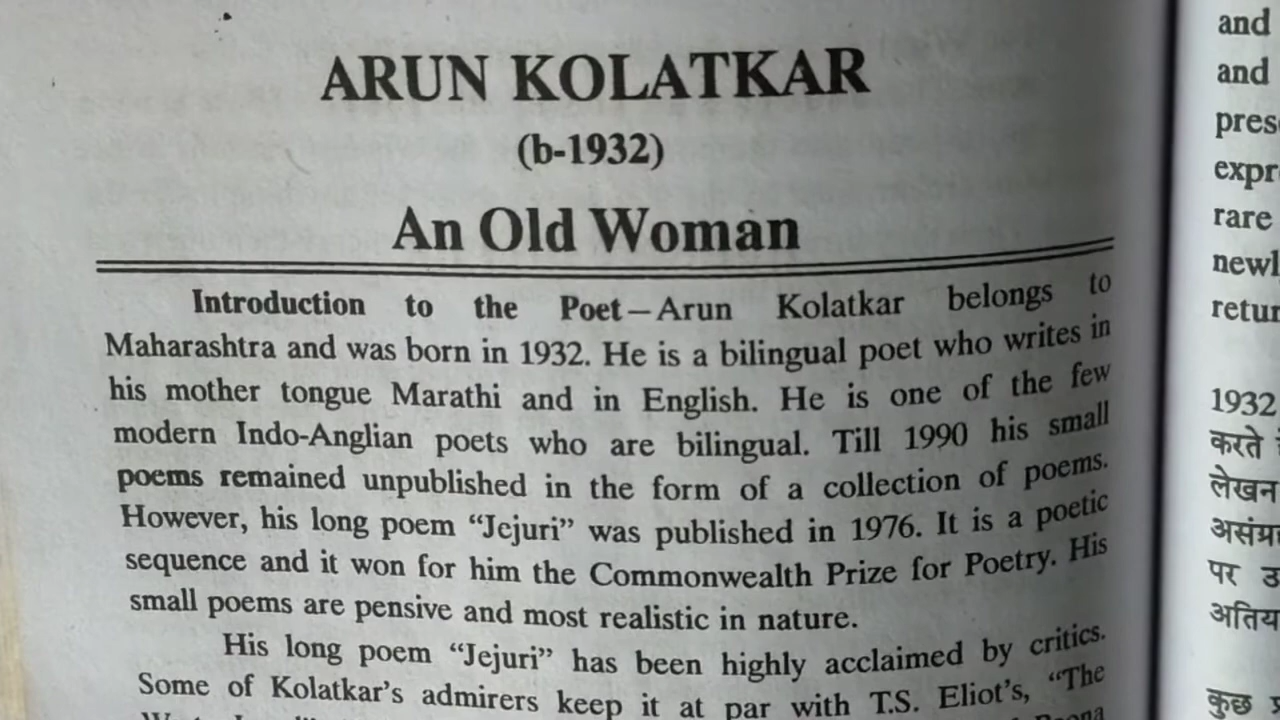 ARUN KOLATKAR
(b-1932)
An Old Woman
Introduction to the Poet—Arun Kolatkar belongs to
Maharashtra and was born in 1932. He is a bilingual poet who writes in
his mother tongue Marathi and in English. He is one of the few
modern Indo-Anglian poets who are bilingual. Till 1990 his small
poems remained unpublished in the form of a collection of poems.
However, his long poem “Jejuri” was published in 1976. It is a poetic
sequence and it won for him the Commonwealth Prize for Poetry. His
small poems are pensive and most realistic in nature.
His long poem “Jejuri” has been highly acclaimed by critics.
Some of Kolatkar’s admirers keep it at par with T.S. Eliot’s, “The
and
and
rare
1932
करते
लेखन
पर
कुछ